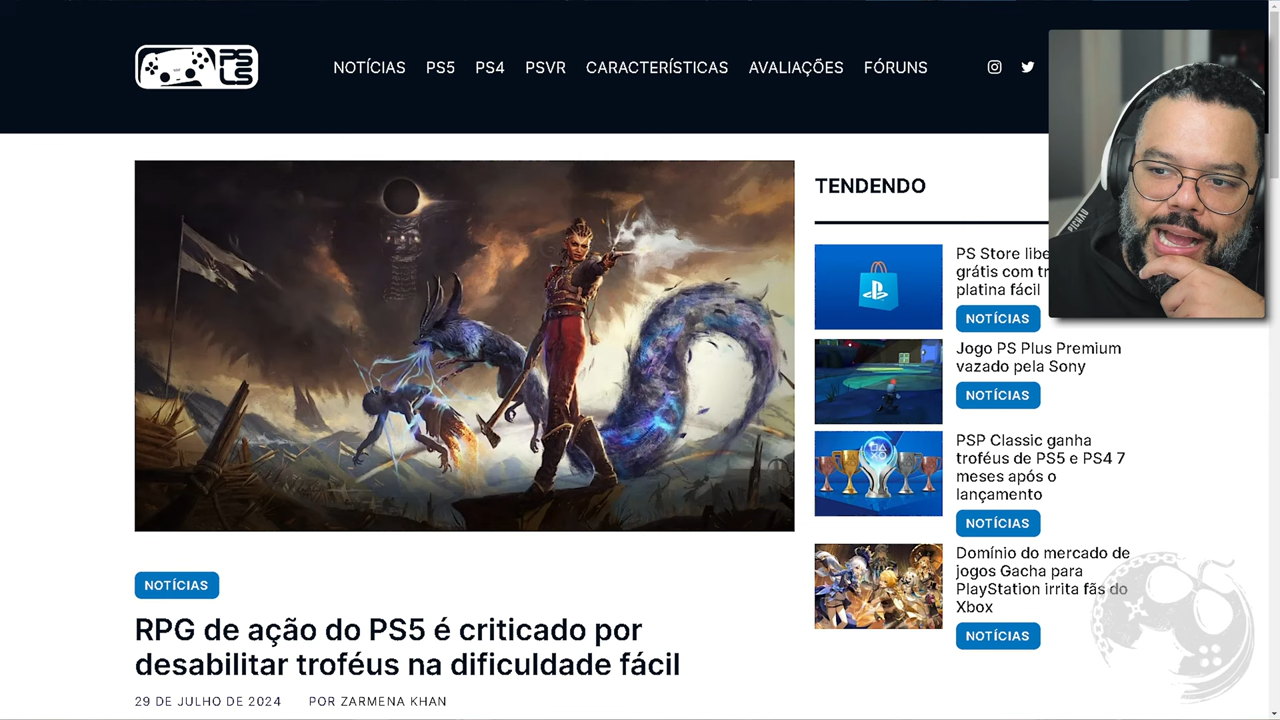 PS
LS
NOTÍCIAS PS5 PS4 PSVR CARACTERÍSTICAS AVALIAÇÕES FÓRUNS
TENDENDO
PS Store libe
grátis com tr
platina fácil
NOTÍCIAS
Jogo PS Plus Premium
vazado pela Sony
NOTÍCIAS
PSP Classic ganha
troféus de PS5 e PS4 7
meses após o
lançamento
NOTÍCIAS
Domínio do mercado de
jogos Gacha para
PlayStation irrita fãs do
Xbox
NOTÍCIAS
PICHAU
NOTÍCIAS
RPG de ação do PS5 é criticado por
desabilitar troféus na dificuldade fácil
29 DE JULHO DE 2024 POR ZARMENA KHAN